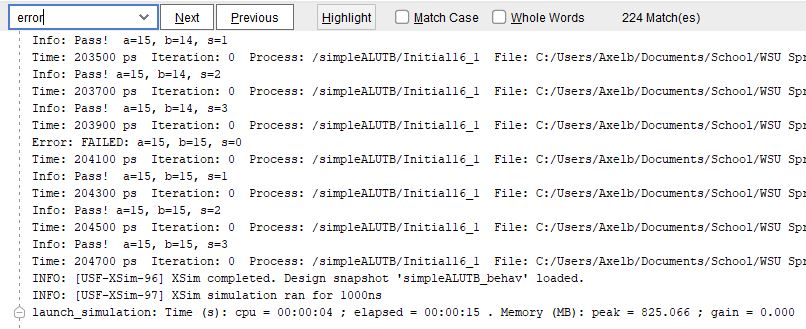 error Next Previous Highlight Match Case Whole Words 224 Match(es)
Info: Pass!  a=15, b=14, s=1
Time: 203500 ps  Iteration: 0  Process: /simpleALUTB/Initial16_1  File: C:/Users/Axelb/Documents/School/WSU Spr
Info: Pass! a=15, b=14, s=2
Time: 203700 ps  Iteration: 0  Process: /simpleALUTB/Initial16_1  File: C:/Users/Axelb/Documents/School/WSU Spr
Info: Pass!  a=15, b=14, s=3
Time: 203900 ps  Iteration: 0  Process: /simpleALUTB/Initial16_1  File: C:/Users/Axelb/Documents/School/WSU Spr
Error: FAILED: a=15, b=15, s=0
Time: 204100 ps  Iteration: 0  Process: /simpleALUTB/Initial16_1  File: C:/Users/Axelb/Documents/School/WSU Spr
Info: Pass!  a=15, b=15, s=1
Time: 204300 ps  Iteration: 0  Process: /simpleALUTB/Initial16_1  File: C:/Users/Axelb/Documents/School/WSU Spr
Info: Pass! a=15, b=15, s=2
Time: 204500 ps  Iteration: 0  Process: /simpleALUTB/Initial16_1  File: C:/Users/Axelb/Documents/School/WSU Spr
Info: Pass!  a=15, b=15, s=3
Time: 204700 ps  Iteration: 0  Process: /simpleALUTB/Initial16_1  File: C:/Users/Axelb/Documents/School/WSU Spr
INFO: [USF-XSim-96] XSim completed. Design snapshot 'simpleALUTB_behav' loaded.
INFO: [USF-XSim-97] XSim simulation ran for 1000ns
launch_simulation: Time (s): cpu = 00:00:04 ; elapsed = 00:00:15 . Memory (MB): peak = 825.066 ; gain = 0.000